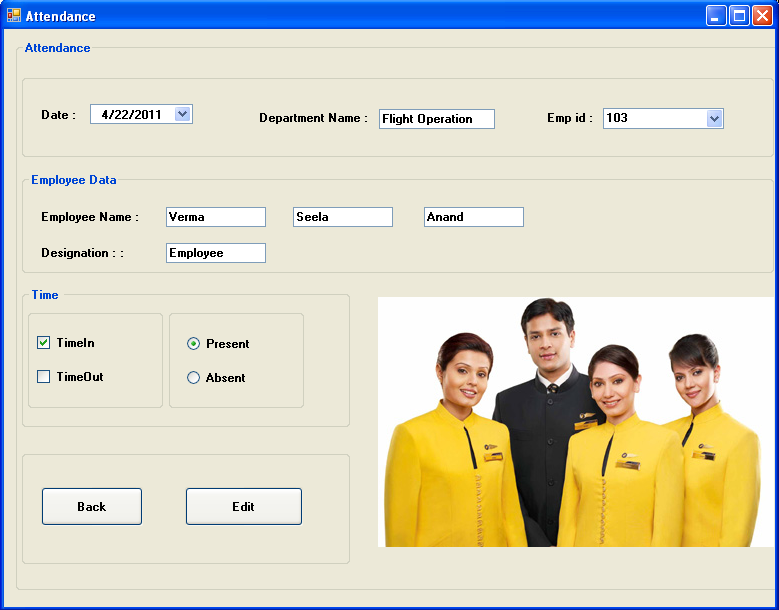 Attendance
Attendance
Date : 4/22/2011 Department Name : Flight Operation Emp id : 103
Employee Data
Employee Name : Verma Seela Anand
Designation : : Employee
Time
TimeIn Present
TimeOut Absent
Back Edit